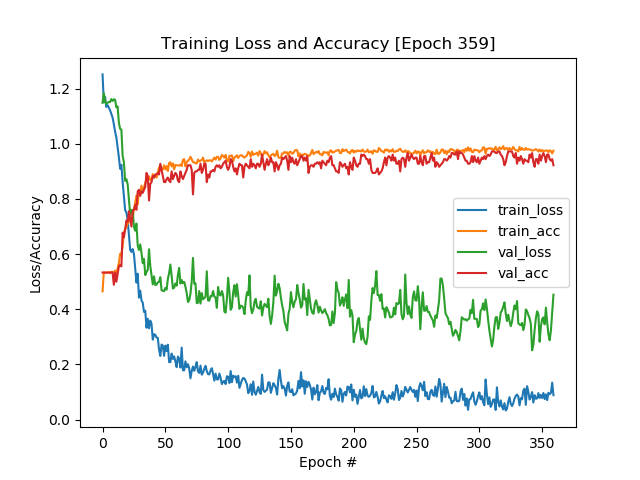 Training Loss and Accuracy [Epoch 359]
Loss/Accuracy
1.2
1.0
0.8
0.6
0.4
0.2
0.0
train_loss
train_acc
val_loss
val_acc
0 50 100 150 200 250 300 350
Epoch #